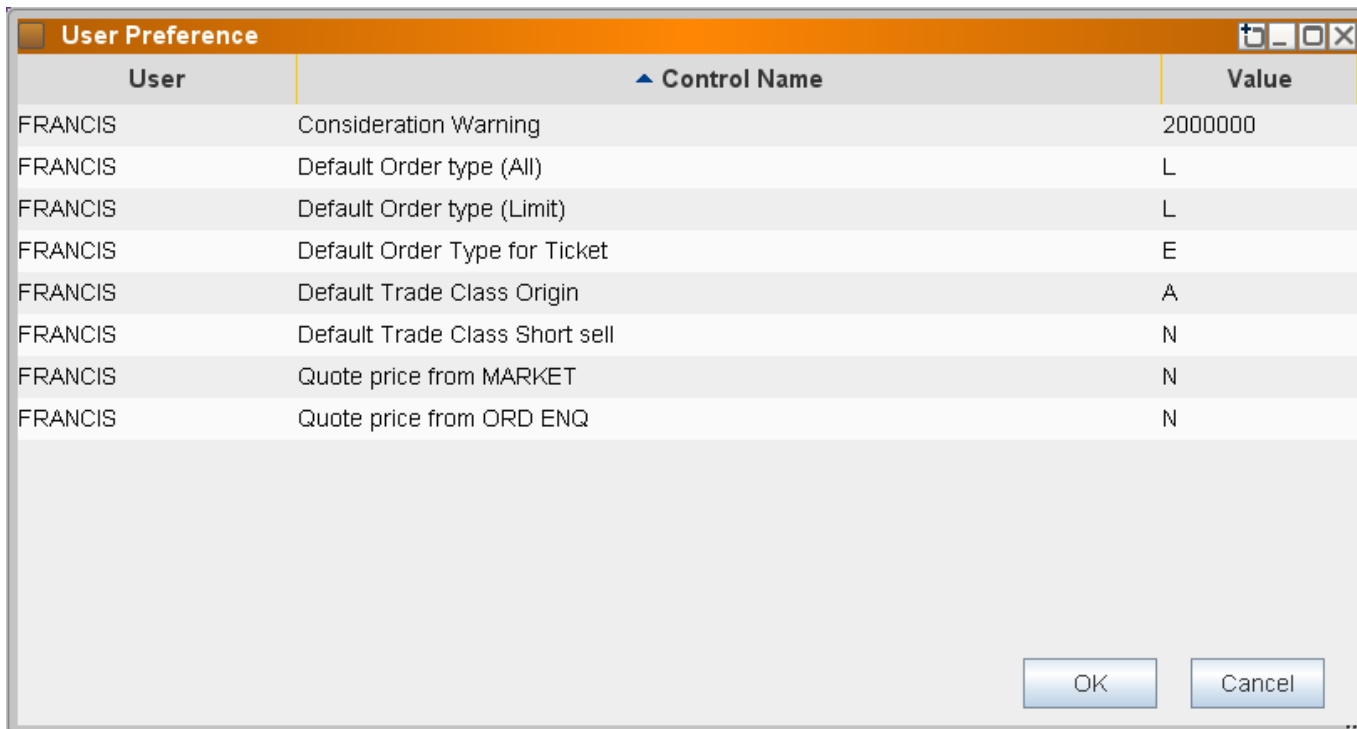 User Preference
User Control Name Value
FRANCIS Consideration Warning 2000000
FRANCIS Default Order type (All) L
FRANCIS Default Order type (Limit) L
FRANCIS Default Order Type for Ticket E
FRANCIS Default Trade Class Origin A
FRANCIS Default Trade Class Short sell N
FRANCIS Quote price from MARKET N
FRANCIS Quote price from ORD ENQ N
OK Cancel